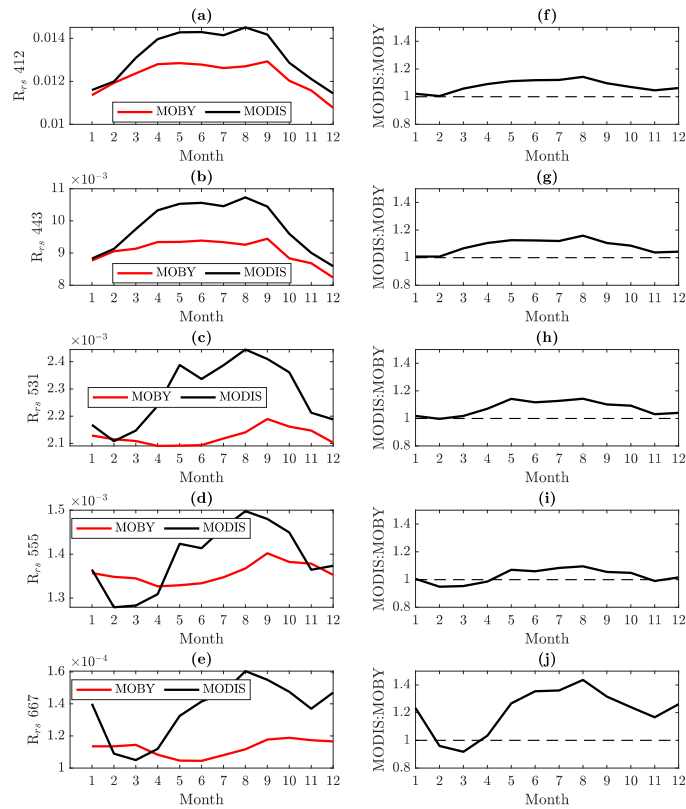 (a)
R_rs 412
0.014
0.012
0.01
MOBY MODIS
1 2 3 4 5 6 7 8 9 10 11 12
Month
(f)
MODIS:MOBY
1.4
1.2
1
0.8
1 2 3 4 5 6 7 8 9 10 11 12
Month
(b)
×10⁻³
R_rs 443
11
10
9
8
MOBY MODIS
1 2 3 4 5 6 7 8 9 10 11 12
Month
(g)
MODIS:MOBY
1.4
1.2
1
0.8
1 2 3 4 5 6 7 8 9 10 11 12
Month
(c)
×10⁻³
R_rs 531
2.4
2.3
2.2
2.1
MOBY MODIS
1 2 3 4 5 6 7 8 9 10 11 12
Month
(h)
MODIS:MOBY
1.4
1.2
1
0.8
1 2 3 4 5 6 7 8 9 10 11 12
Month
(d)
×10⁻³
R_rs 555
1.5
1.4
1.3
MOBY MODIS
1 2 3 4 5 6 7 8 9 10 11 12
Month
(i)
MODIS:MOBY
1.4
1.2
1
0.8
1 2 3 4 5 6 7 8 9 10 11 12
Month
(e)
×10⁻⁴
R_rs 667
1.6
1.4
1.2
1
MOBY MODIS
1 2 3 4 5 6 7 8 9 10 11 12
Month
(j)
MODIS:MOBY
1.4
1.2
1
0.8
1 2 3 4 5 6 7 8 9 10 11 12
Month